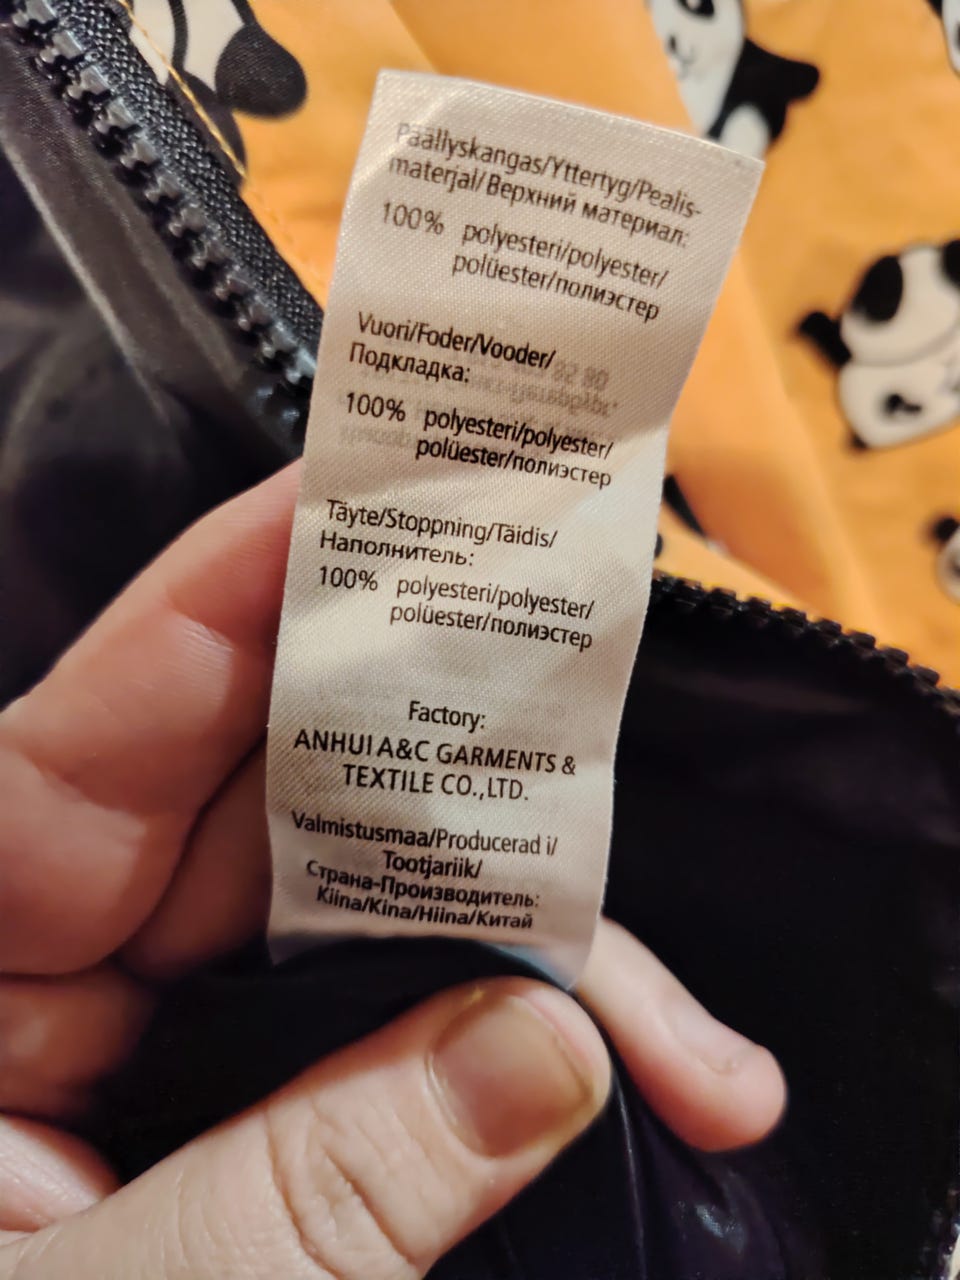 Päällyskangas/Yttertyg/Pealis-
materjal/Верхний материал:
100% polyesteri/polyester/
polüester/полиэстер
Vuori/Foder/Vooder/
Подкладка:
100% polyesteri/polyester/
polüester/полиэстер
Täyte/Stoppning/Täidis/
Наполнитель:
100% polyesteri/polyester/
polüester/полиэстер
Factory:
ANHUI A&C GARMENTS &
TEXTILE CO.,LTD.
Valmistusmaa/Producerad i/
Tootjariik/
Страна-Производитель:
Kiina/Kina/Hiina/Китай